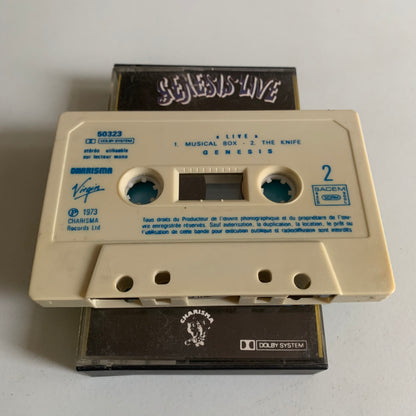 GENESIS LIVE
50323
DOLBY SYSTEM
stéréo utilisable
sur lecteur mono
« LIVE »
1. MUSICAL BOX - 2. THE KNIFE
GENESIS
CHARISMA
Virgin
℗ 1973
CHARISMA
Records Ltd
2
SACEM
Tous droits du Producteur de l'œuvre phonographique et du propriétaire de l'œu-
vre enregistrée réservés. Sauf autorisation, la duplication, la location, le prêt ou
l'utilisation de cette bande pour exécution publique et radiodiffusion sont interdits
CHARISMA
DOLBY SYSTEM